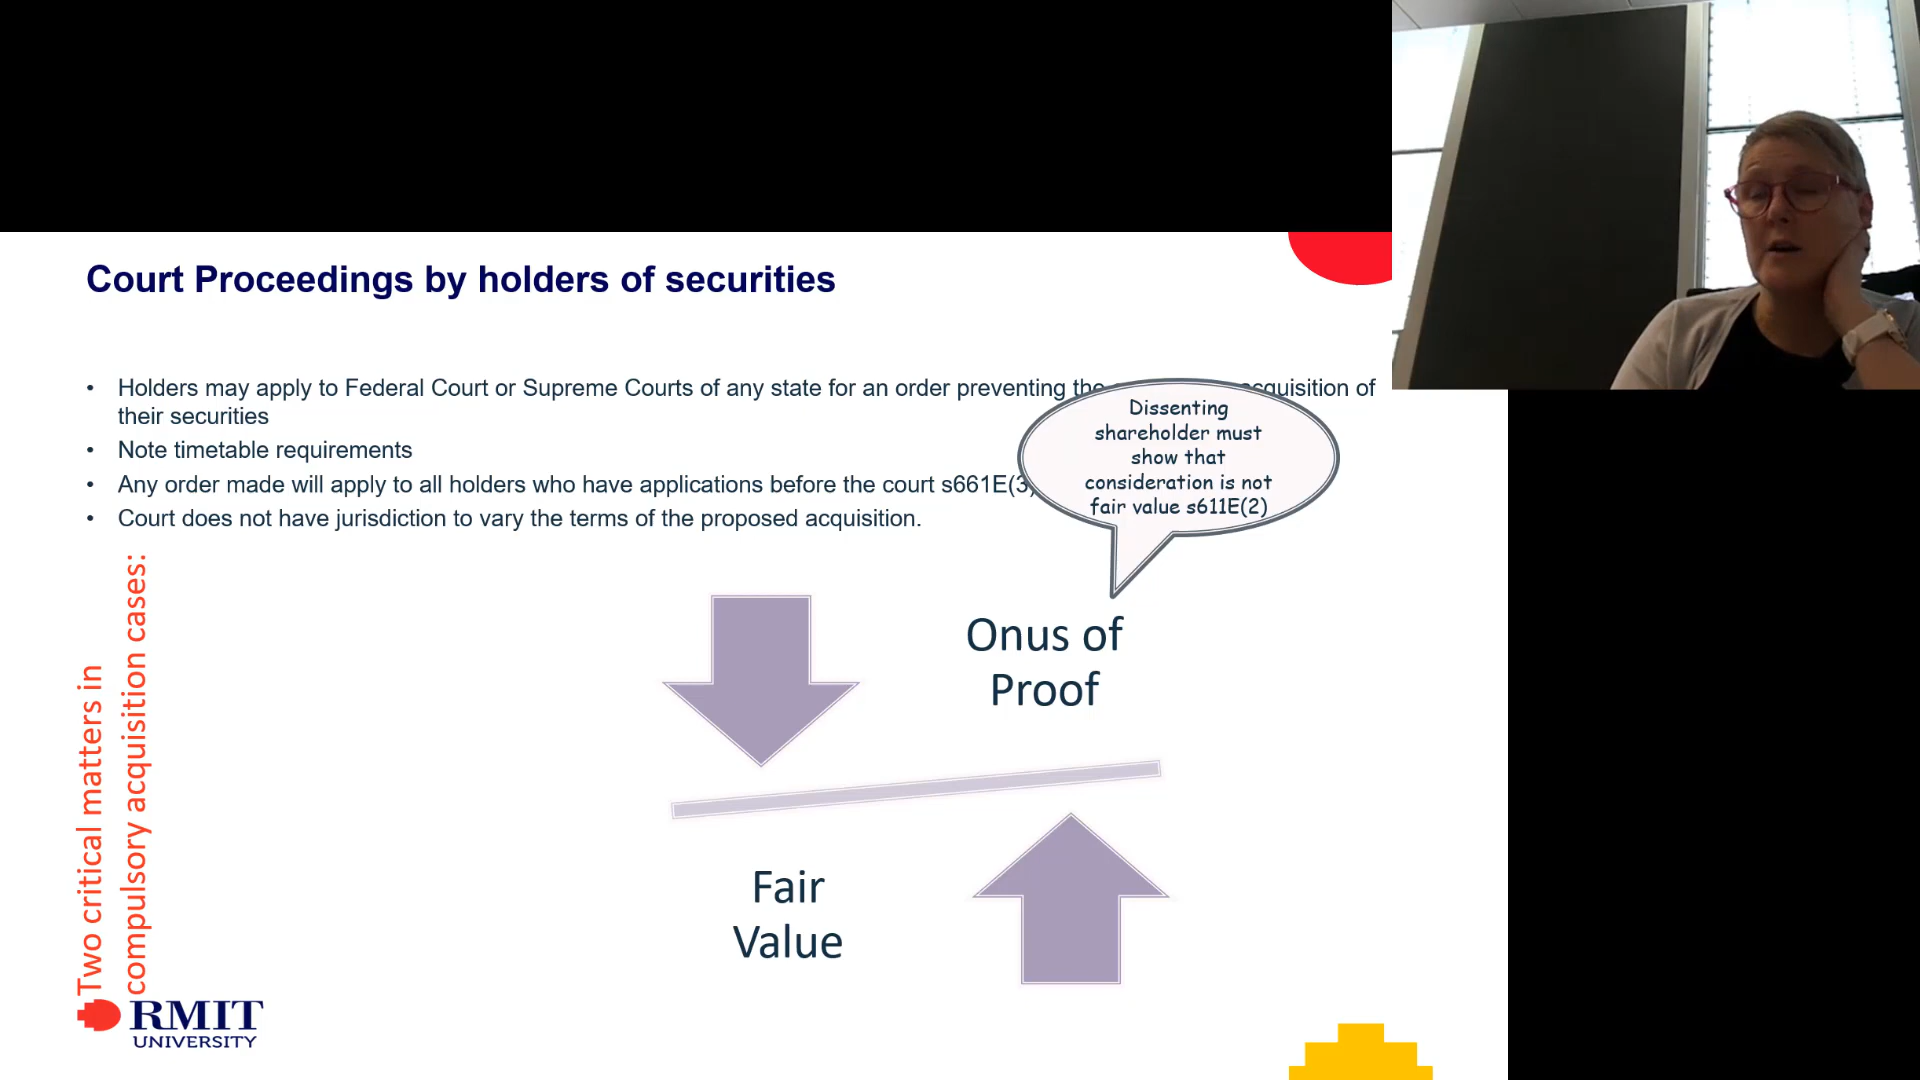 Court Proceedings by holders of securities
• Holders may apply to Federal Court or Supreme Courts of any state for an order preventing the acquisition of
their securities
• Note timetable requirements
• Any order made will apply to all holders who have applications before the court s661E(3)
• Court does not have jurisdiction to vary the terms of the proposed acquisition.
Dissenting
shareholder must
show that
consideration is not
fair value s611E(2)
Two critical matters in
compulsory acquisition cases:
Onus of
Proof
Fair
Value
RMIT
UNIVERSITY